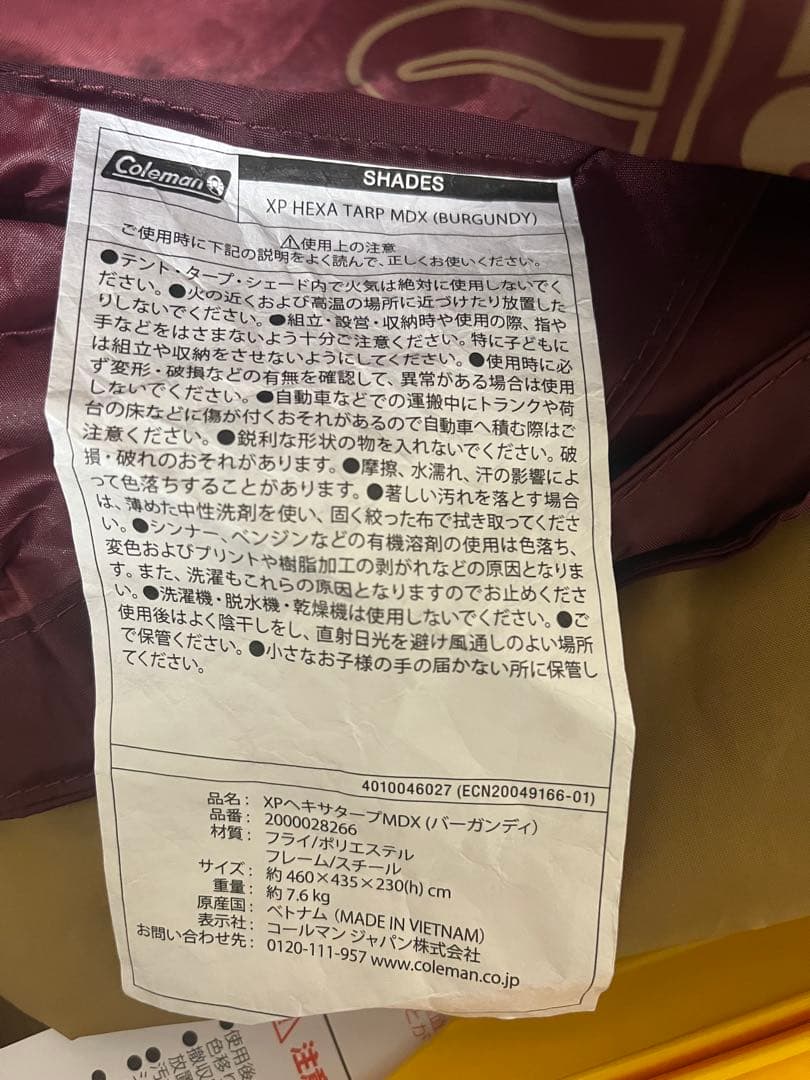 Coleman
SHADES
XP HEXA TARP MDX (BURGUNDY)
⚠使用上の注意
ご使用時に下記の説明をよく読んで、正しくお使いください。
●テント・タープ・シェード内で火気は絶対に使用しないでく
ださい。●火の近くおよび高温の場所に近づけたり放置した
りしないでください。●組立・設営・収納時や使用の際、指や
手などをはさまないよう十分ご注意ください。特に子どもに
は組立や収納をさせないようにしてください。●使用時に必
ず変形・破損などの有無を確認して、異常がある場合は使用
しないでください。●自動車などでの運搬中にトランクや荷
台の床などに傷が付くおそれがあるので自動車へ積む際はご
注意ください。●鋭利な形状の物を入れないでください。破
損・破れのおそれがあります。●摩擦、水濡れ、汗の影響によ
って色落ちすることがあります。●著しい汚れを落とす場合
は、薄めた中性洗剤を使い、固く絞った布で拭き取ってくださ
い。●シンナー、ベンジンなどの有機溶剤の使用は色落ち、
変色およびプリントや樹脂加工の剥がれなどの原因となりま
す。また、洗濯もこれらの原因となりますのでお止めくださ
い。●洗濯機・脱水機・乾燥機は使用しないでください。●ご
使用後はよく陰干しをし、直射日光を避け風通しのよい場所
で保管ください。●小さなお子様の手の届かない所に保管し
てください。
4010046027 (ECN20049166-01)
品名： XPヘキサタープMDX (バーガンディ)
品番： 2000028266
材質： フライ/ポリエステル
フレーム/スチール
サイズ： 約 460×435×230(h) cm
重量： 約 7.6 kg
原産国： ベトナム (MADE IN VIETNAM)
表示社： コールマン ジャパン株式会社
お問い合わせ先： 0120-111-957 www.coleman.co.jp
使用後
色移り
●撤収
放置
●汚
⚠注意